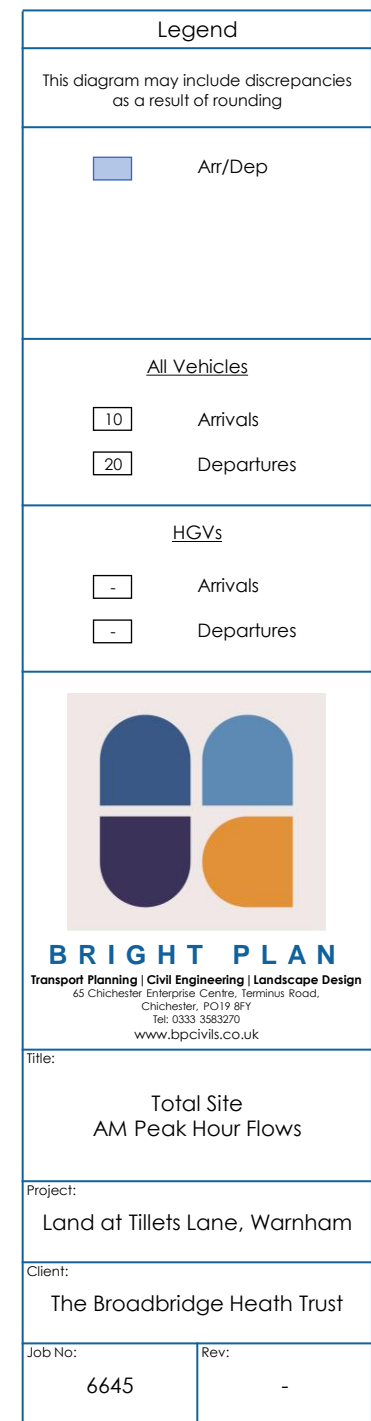 Legend
This diagram may include discrepancies
as a result of rounding
Arr/Dep
All Vehicles
10 Arrivals
20 Departures
HGVs
- Arrivals
- Departures
BRIGHT PLAN
Transport Planning | Civil Engineering | Landscape Design
65 Chichester Enterprise Centre, Terminus Road,
Chichester, PO19 8FY
Tel: 0333 3583270
www.bpcivils.co.uk
Title:
Total Site
AM Peak Hour Flows
Project:
Land at Tillets Lane, Warnham
Client:
The Broadbridge Heath Trust
Job No: Rev:
6645 -